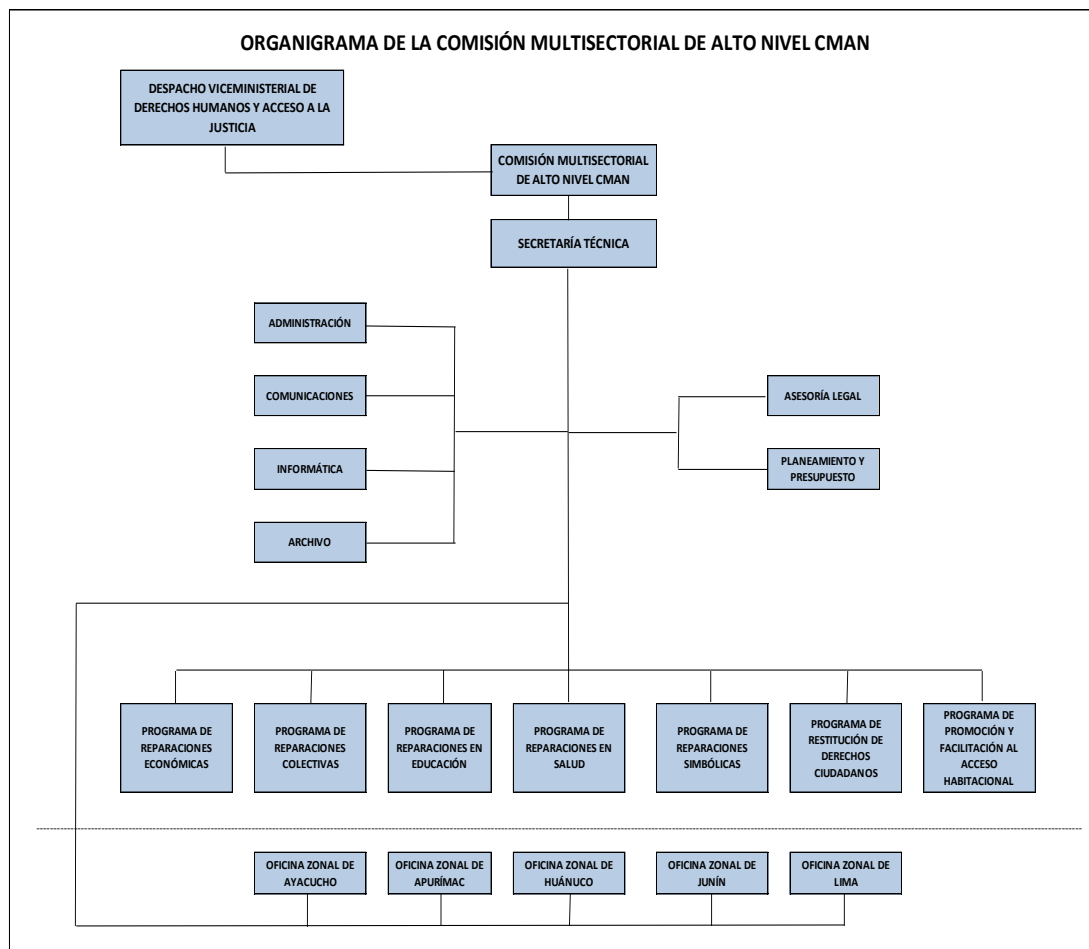 ORGANIGRAMA DE LA COMISIÓN MULTISECTORIAL DE ALTO NIVEL CMAN
DESPACHO VICEMINISTERIAL DE
DERECHOS HUMANOS Y ACCESO A LA
JUSTICIA
COMISIÓN MULTISECTORIAL
DE ALTO NIVEL CMAN
SECRETARÍA TÉCNICA
ADMINISTRACIÓN
COMUNICACIONES
INFORMÁTICA
ARCHIVO
ASESORÍA LEGAL
PLANEAMIENTO Y
PRESUPUESTO
PROGRAMA DE
REPARACIONES
ECONÓMICAS
PROGRAMA DE
REPARACIONES
COLECTIVAS
PROGRAMA DE
REPARACIONES EN
EDUCACIÓN
PROGRAMA DE
REPARACIONES EN
SALUD
PROGRAMA DE
REPARACIONES
SIMBÓLICAS
PROGRAMA DE
RESTITUCIÓN DE
DERECHOS
CIUDADANOS
PROGRAMA DE
PROMOCIÓN Y
FACILITACIÓN AL
ACCESO
HABITACIONAL
OFICINA ZONAL DE
AYACUCHO
OFICINA ZONAL DE
APURÍMAC
OFICINA ZONAL DE
HUÁNUCO
OFICINA ZONAL DE
JUNÍN
OFICINA ZONAL DE
LIMA